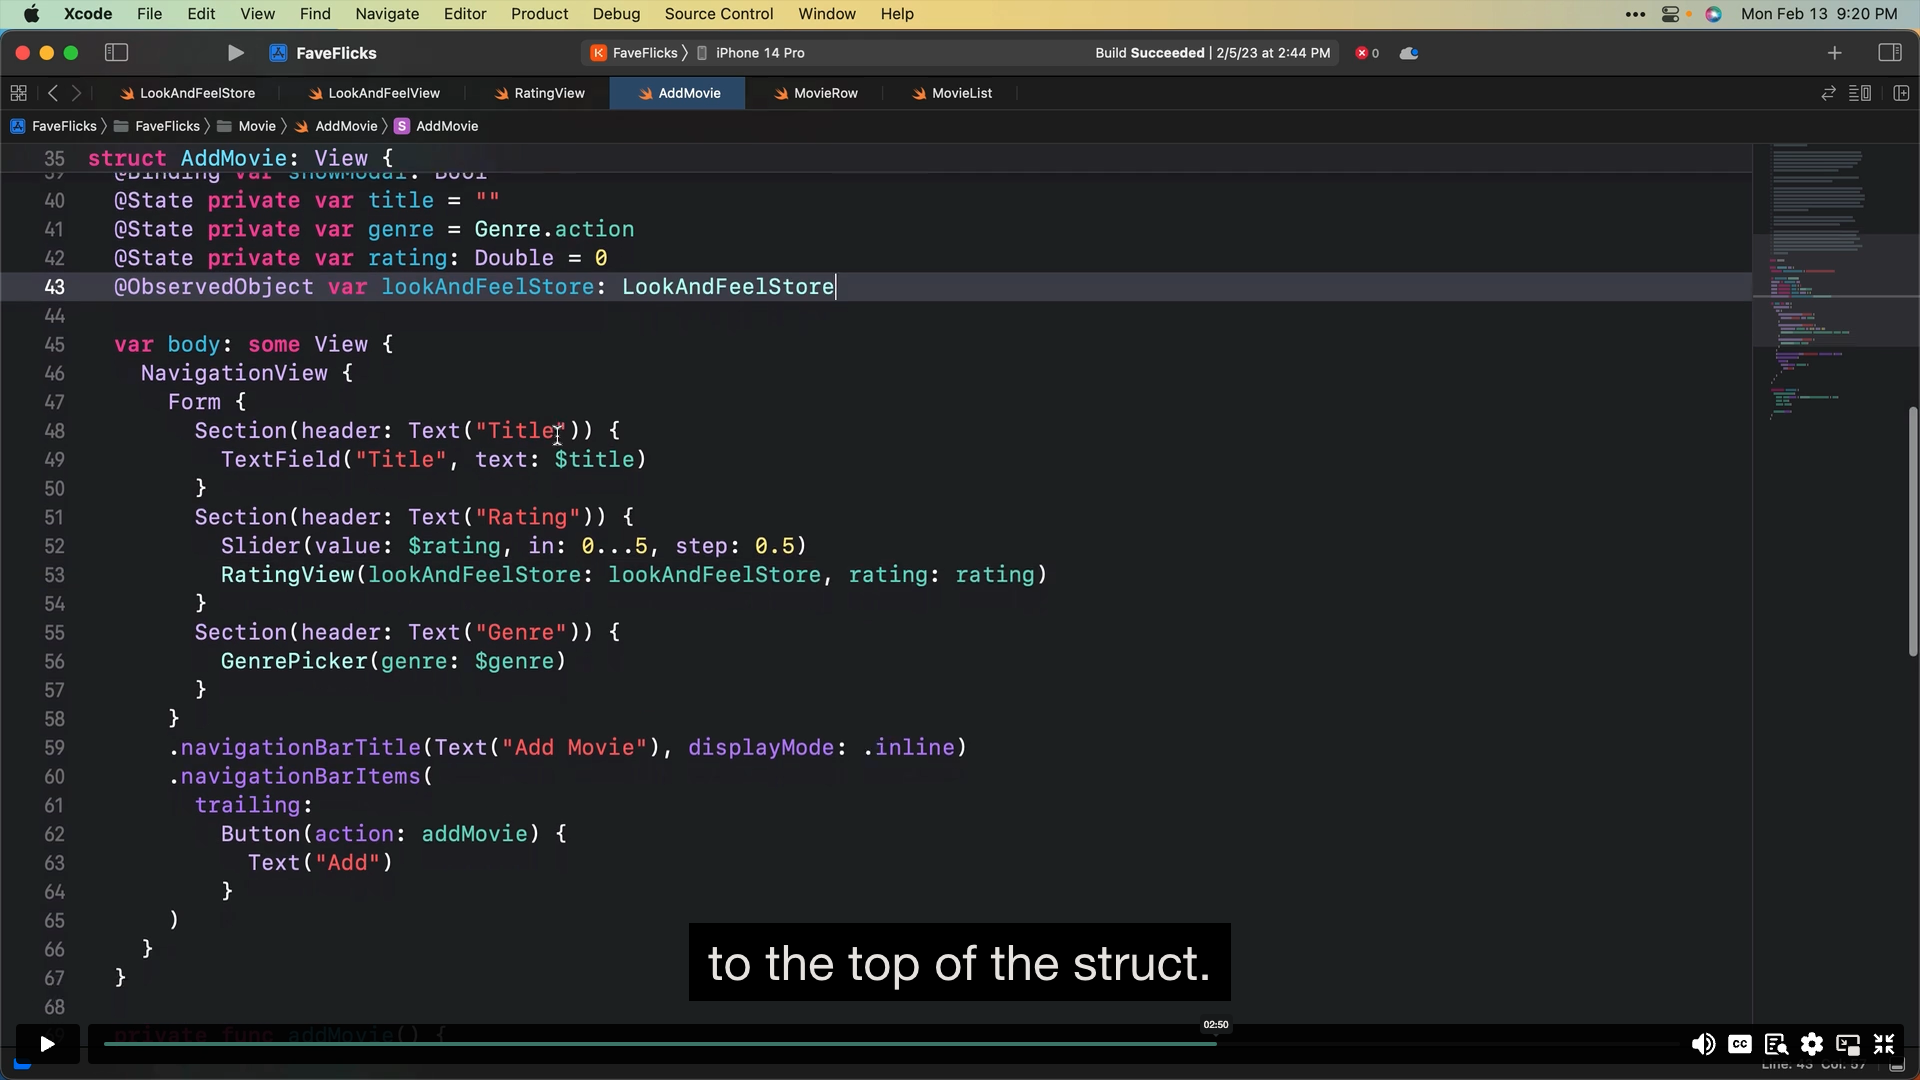 Xcode File Edit View Find Navigate Editor Product Debug Source Control Window Help Mon Feb 13 9:20 PM
FaveFlicks FaveFlicks iPhone 14 Pro Build Succeeded | 2/5/23 at 2:44 PM 0
LookAndFeelStore LookAndFeelView RatingView AddMovie MovieRow MovieList
FaveFlicks FaveFlicks Movie AddMovie S AddMovie
35 struct AddMovie: View {
39 @Binding var showModal: Bool
40 @State private var title = ""
41 @State private var genre = Genre.action
42 @State private var rating: Double = 0
43 @ObservedObject var lookAndFeelStore: LookAndFeelStore
44
45 var body: some View {
46 NavigationView {
47 Form {
48 Section(header: Text("Title")) {
49 TextField("Title", text: $title)
50 }
51 Section(header: Text("Rating")) {
52 Slider(value: $rating, in: 0...5, step: 0.5)
53 RatingView(lookAndFeelStore: lookAndFeelStore, rating: rating)
54 }
55 Section(header: Text("Genre")) {
56 GenrePicker(genre: $genre)
57 }
58 }
59 .navigationBarTitle(Text("Add Movie"), displayMode: .inline)
60 .navigationBarItems(
61 trailing:
62 Button(action: addMovie) {
63 Text("Add")
64 }
65 )
66 }
67 }
68
to the top of the struct.
69 private func addMovie() {
02:50
CC
Line: 43 Col: 57